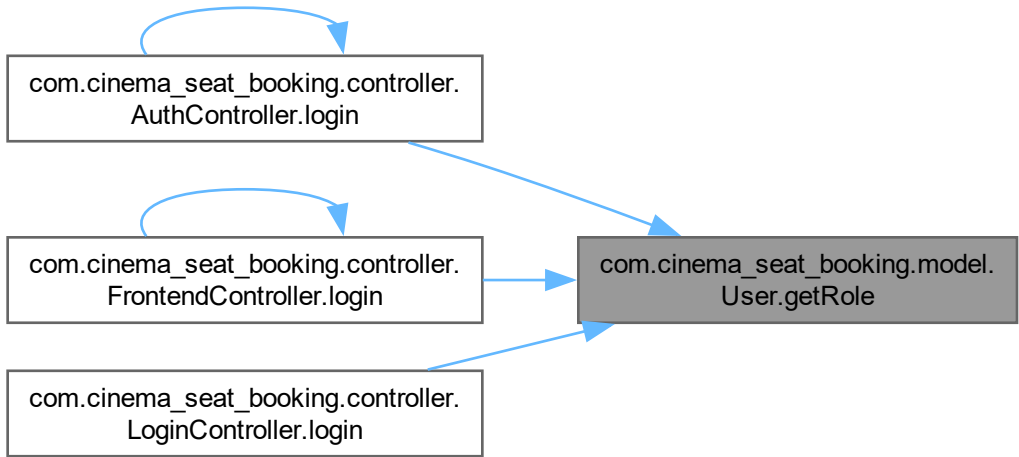 com.cinema_seat_booking.controller.
AuthController.login
com.cinema_seat_booking.controller.
FrontendController.login
com.cinema_seat_booking.model.
User.getRole
com.cinema_seat_booking.controller.
LoginController.login